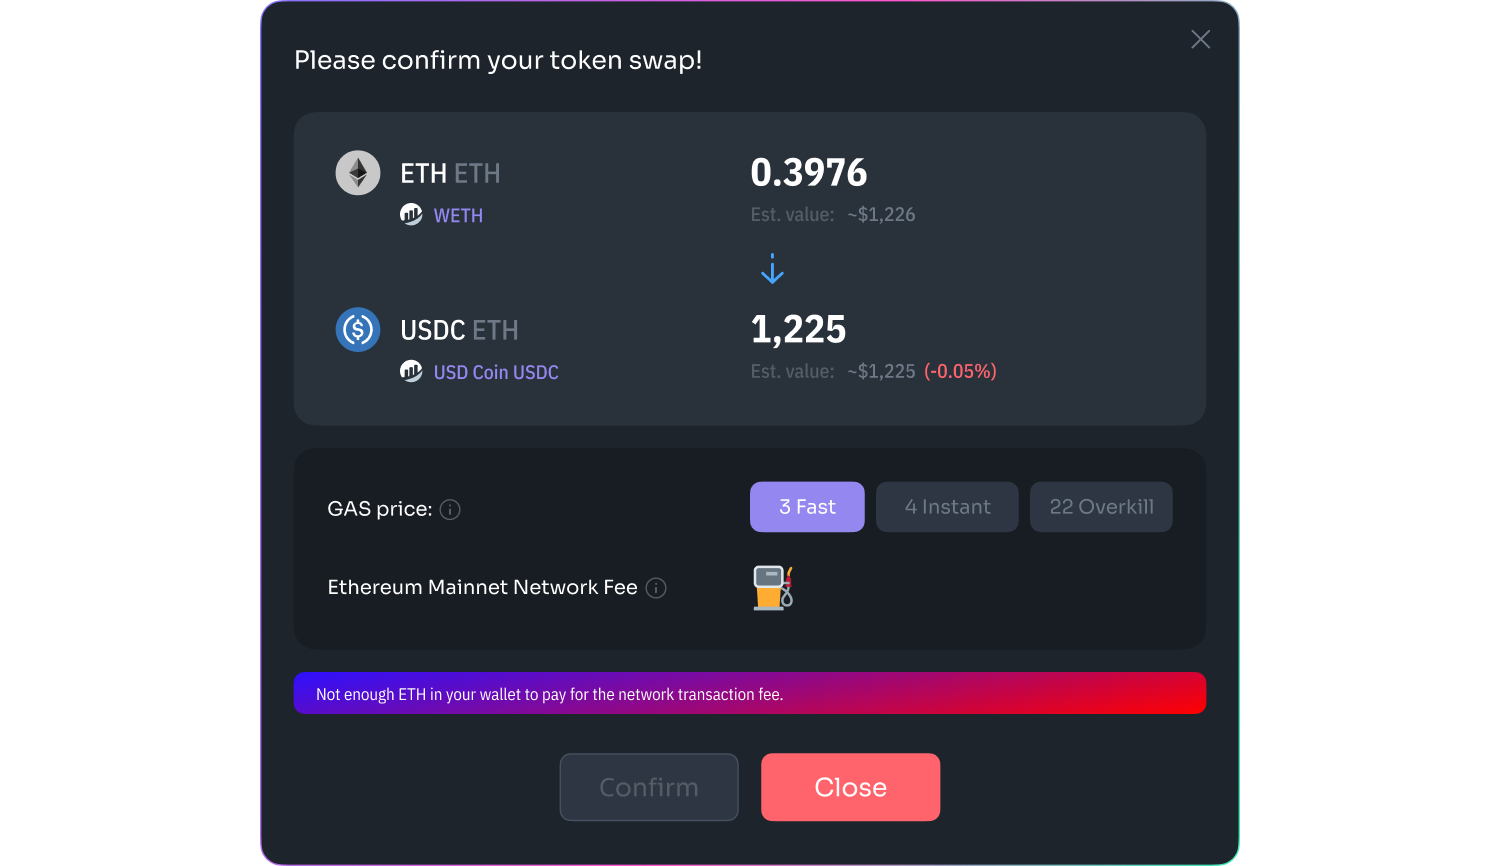 Please confirm your token swap!
ETH ETH
0.3976
WETH
Est. value: ~$1,226
USDC ETH
1,225
USD Coin USDC
Est. value: ~$1,225 (-0.05%)
GAS price:
3 Fast
4 Instant
22 Overkill
Ethereum Mainnet Network Fee
Not enough ETH in your wallet to pay for the network transaction fee.
Confirm
Close